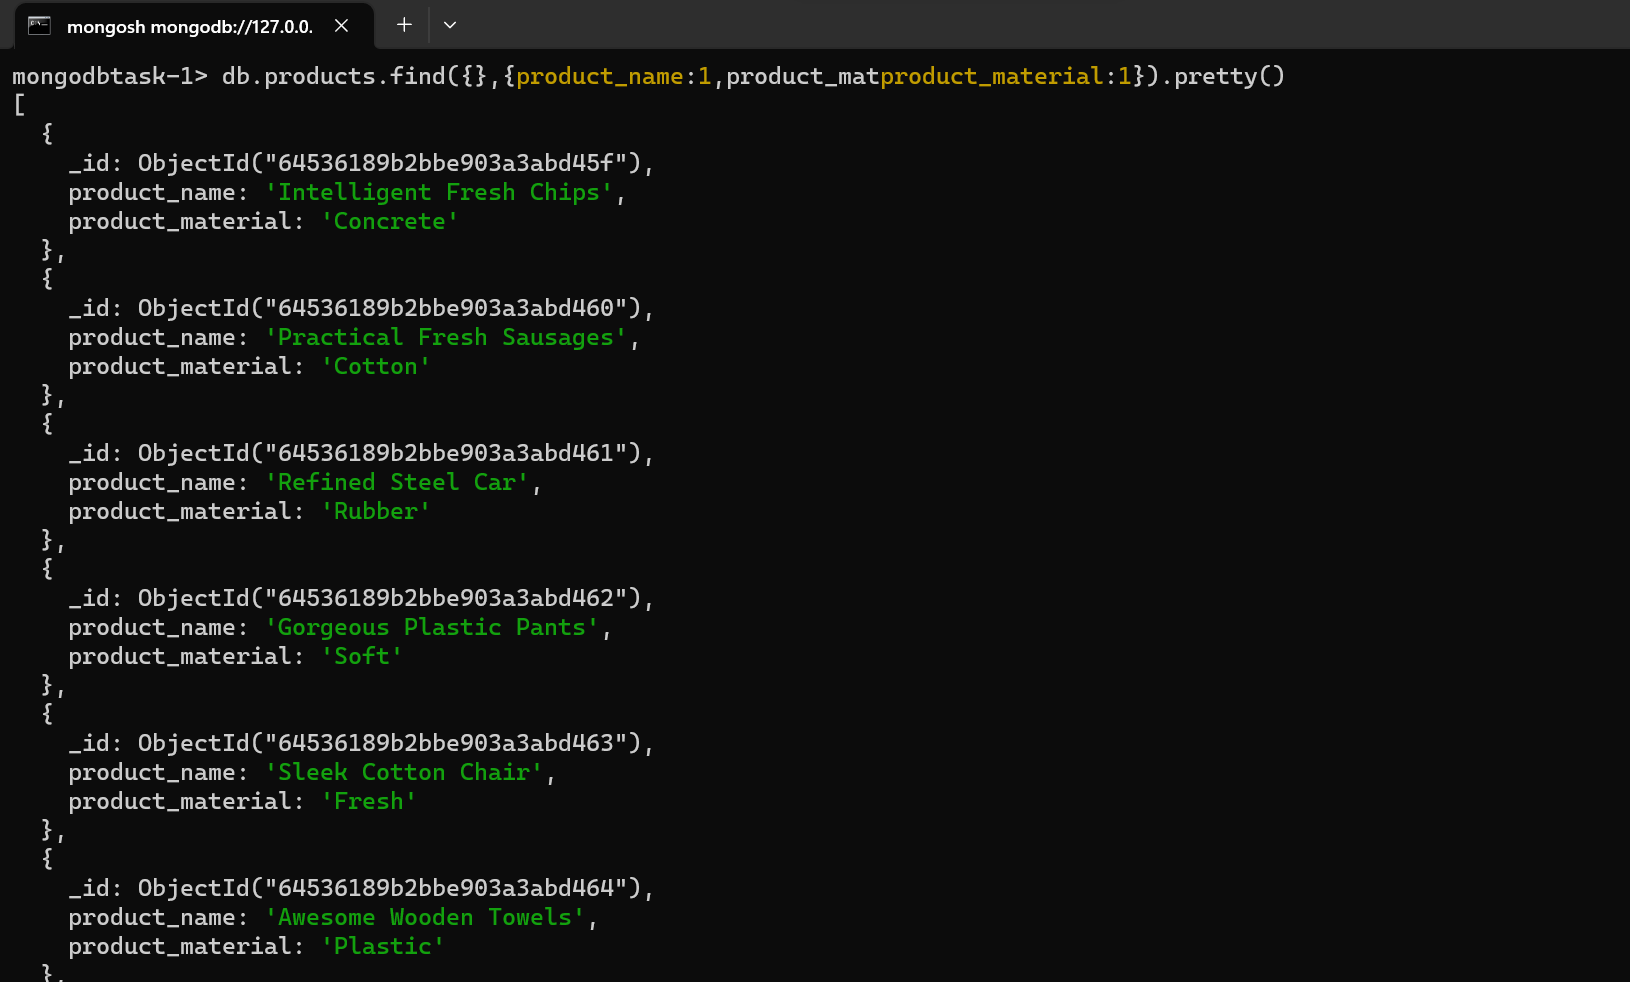 mongosh mongodb://127.0.0.
mongodbtask-1> db.products.find({},{product_name:1,product_matproduct_material:1}).pretty()
[
  {
    _id: ObjectId("64536189b2bbe903a3abd45f"),
    product_name: 'Intelligent Fresh Chips',
    product_material: 'Concrete'
  },
  {
    _id: ObjectId("64536189b2bbe903a3abd460"),
    product_name: 'Practical Fresh Sausages',
    product_material: 'Cotton'
  },
  {
    _id: ObjectId("64536189b2bbe903a3abd461"),
    product_name: 'Refined Steel Car',
    product_material: 'Rubber'
  },
  {
    _id: ObjectId("64536189b2bbe903a3abd462"),
    product_name: 'Gorgeous Plastic Pants',
    product_material: 'Soft'
  },
  {
    _id: ObjectId("64536189b2bbe903a3abd463"),
    product_name: 'Sleek Cotton Chair',
    product_material: 'Fresh'
  },
  {
    _id: ObjectId("64536189b2bbe903a3abd464"),
    product_name: 'Awesome Wooden Towels',
    product_material: 'Plastic'
  },